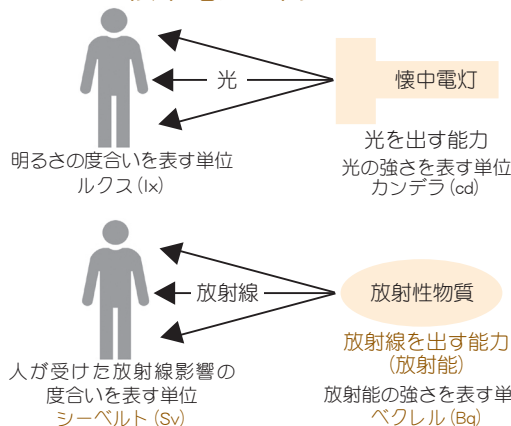 光
懐中電灯
光を出す能力
明るさの度合いを表す単位
ルクス(lx)
光の強さを表す単位
カンデラ(cd)
放射線
放射性物質
放射線を出す能力
(放射能)
人が受けた放射線影響の
度合いを表す単位
シーベルト(Sv)
放射能の強さを表す単
ベクレル(Bq)